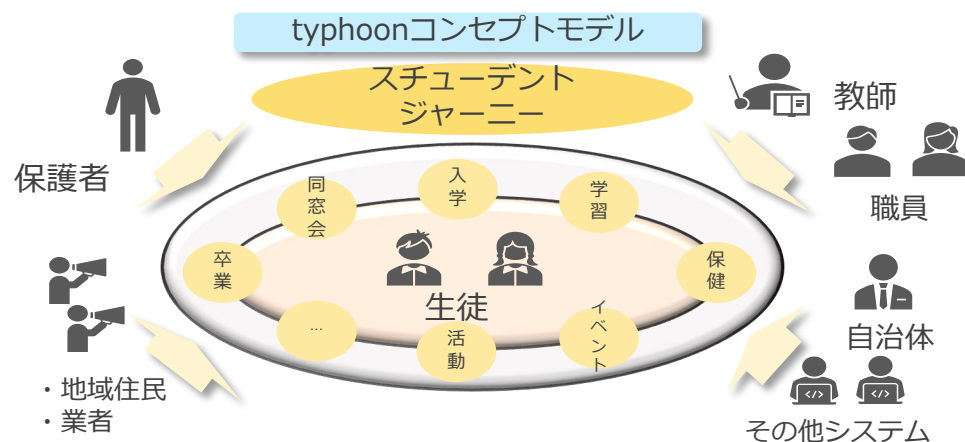 typhoonコンセプトモデル
スチューデント
ジャーニー
教師
保護者
職員
入学
同窓会
学習
卒業
保健
生徒
…
活動
イベント
自治体
・地域住民
・業者
</>
</>
その他システム